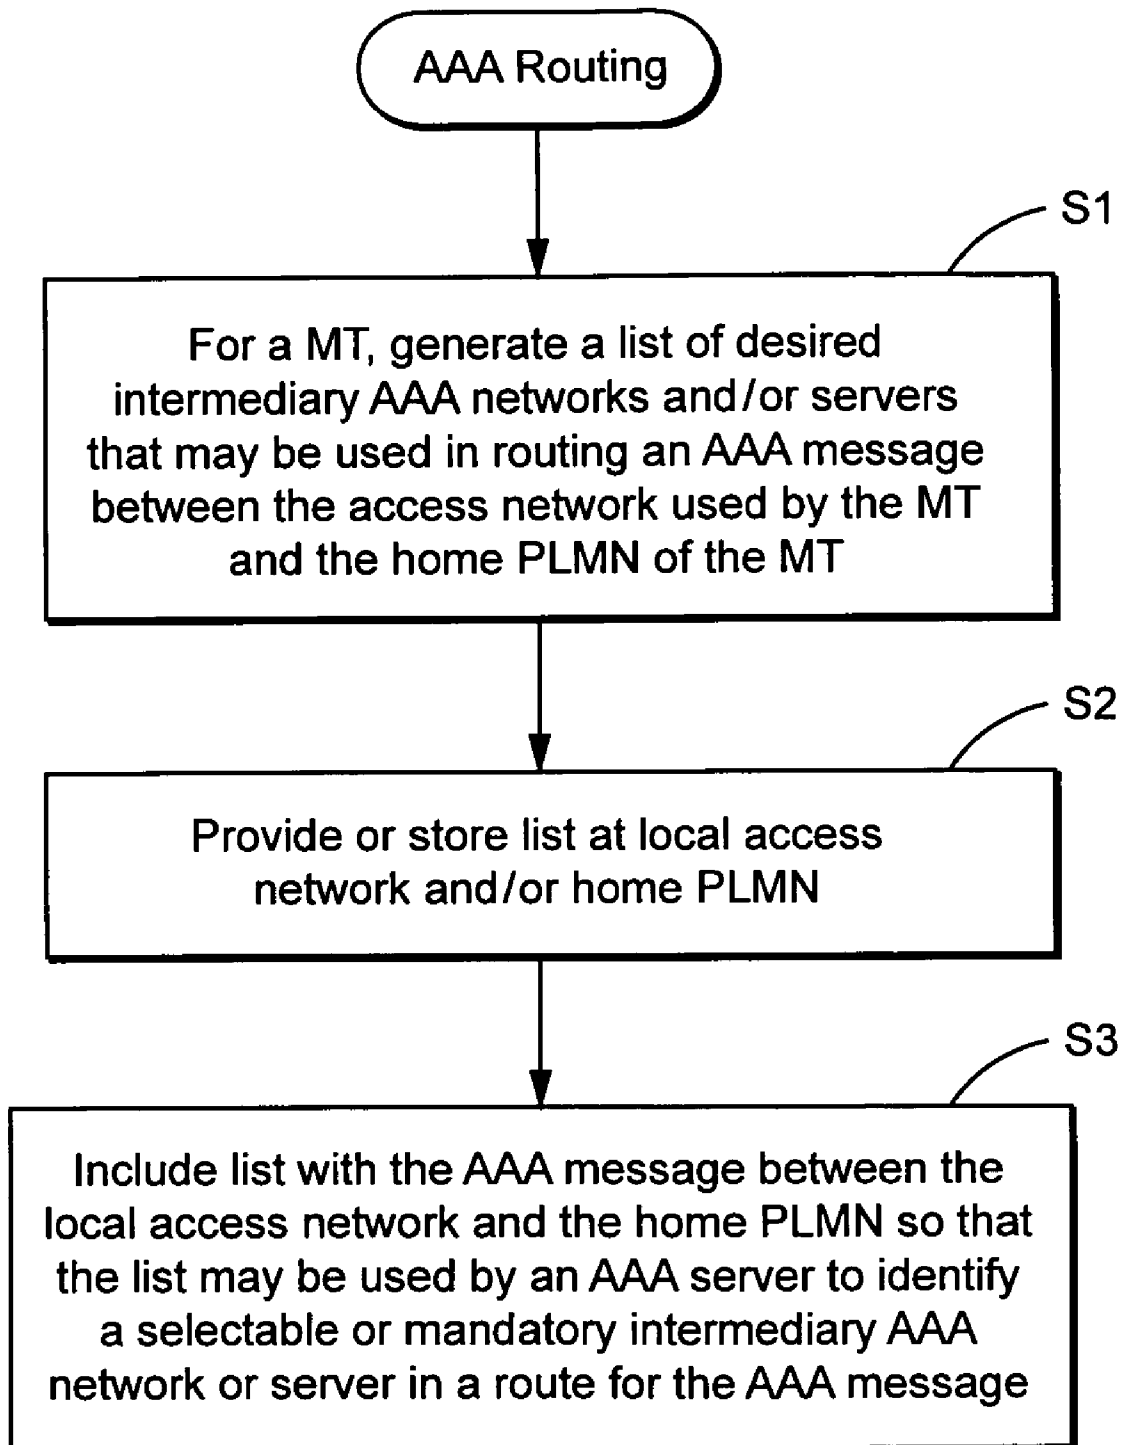 AAA Routing
S1
For a MT, generate a list of desired
intermediary AAA networks and/or servers
that may be used in routing an AAA message
between the access network used by the MT
and the home PLMN of the MT
S2
Provide or store list at local access
network and/or home PLMN
S3
Include list with the AAA message between the
local access network and the home PLMN so that
the list may be used by an AAA server to identify
a selectable or mandatory intermediary AAA
network or server in a route for the AAA message